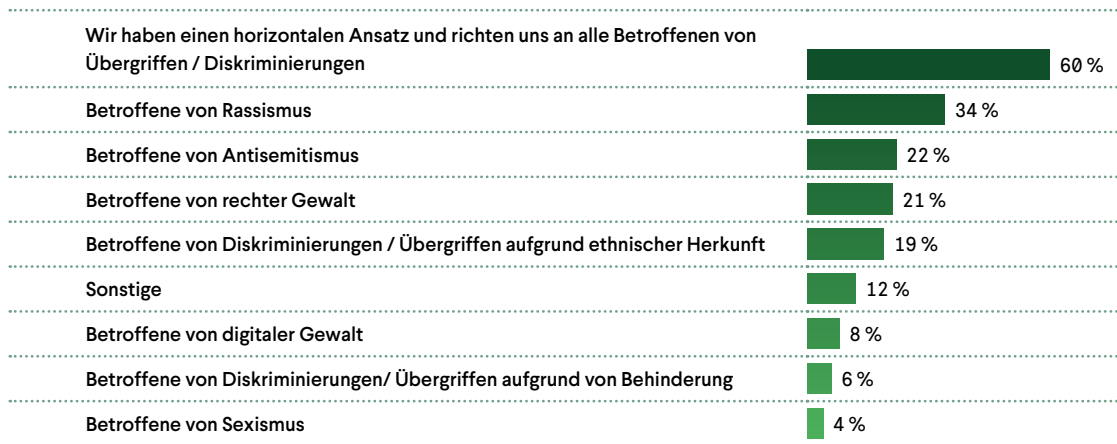 Wir haben einen horizontalen Ansatz und richten uns an alle Betroffenen von
Übergriffen / Diskriminierungen
60 %
Betroffene von Rassismus
34 %
Betroffene von Antisemitismus
22 %
Betroffene von rechter Gewalt
21 %
Betroffene von Diskriminierungen / Übergriffen aufgrund ethnischer Herkunft
19 %
Sonstige
12 %
Betroffene von digitaler Gewalt
8 %
Betroffene von Diskriminierungen/ Übergriffen aufgrund von Behinderung
6 %
Betroffene von Sexismus
4 %